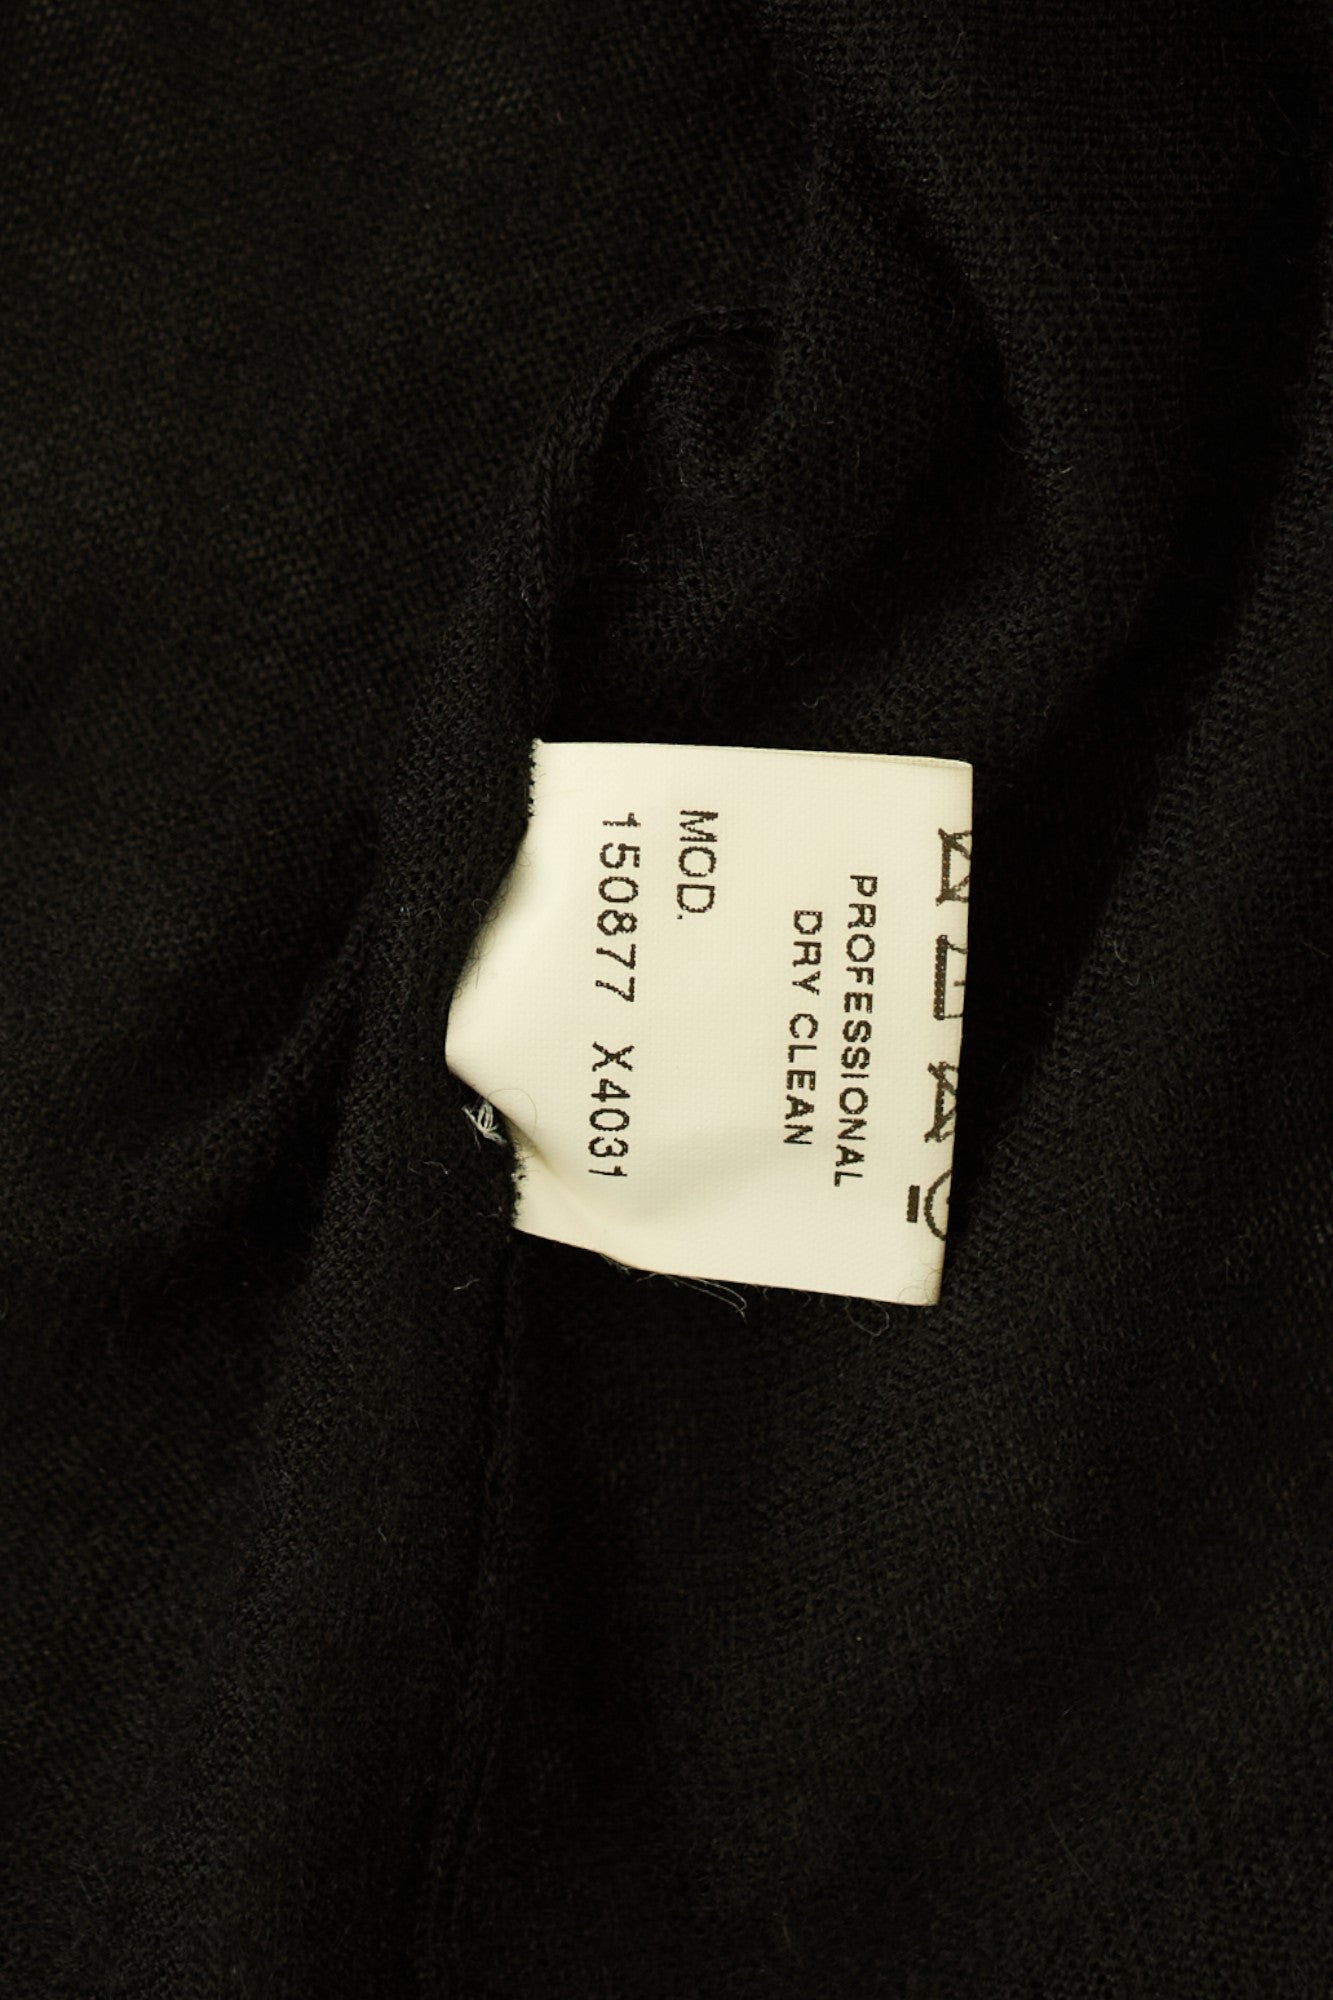 PROFESSIONAL
DRY CLEAN
MOD.
150877 X4031